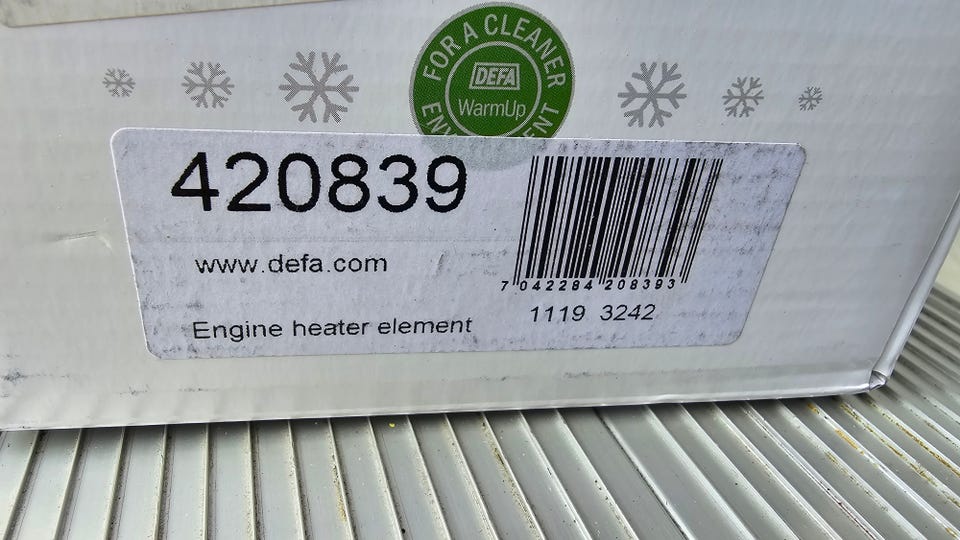 FOR A CLEANER
DEFA
WarmUp
420839
www.defa.com
Engine heater element
7 042284 208393
1119 3242